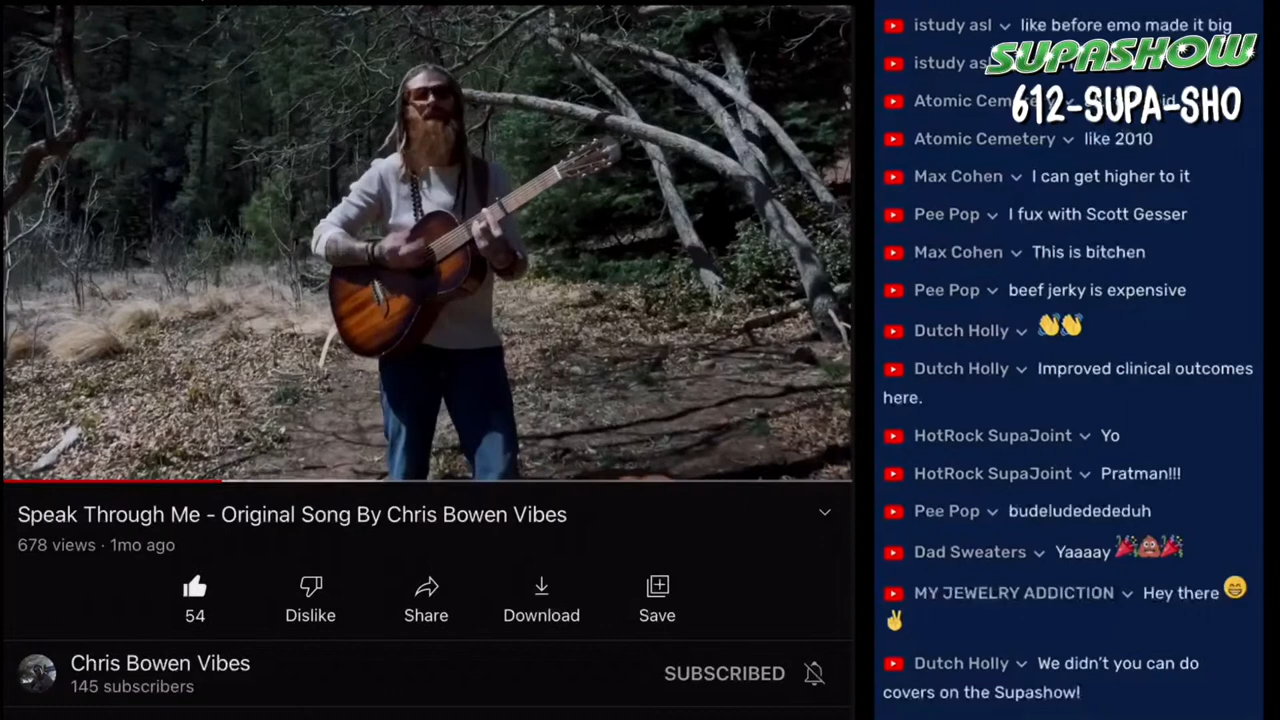 Speak Through Me - Original Song By Chris Bowen Vibes
678 views · 1mo ago
54
Dislike
Share
Download
Save
Chris Bowen Vibes
145 subscribers
SUBSCRIBED
istudy asl like before emo made it big
SUPASHOW
istudy asl
612-SUPA-SHO
Atomic Cemetery like 2010
Max Cohen I can get higher to it
Pee Pop I fux with Scott Gesser
Max Cohen This is bitchen
Pee Pop beef jerky is expensive
Dutch Holly 👏👏
Dutch Holly Improved clinical outcomes
here.
HotRock SupaJoint Yo
HotRock SupaJoint Pratman!!!
Pee Pop budeludedededuh
Dad Sweaters Yaaaay 🎉💩🎉
MY JEWELRY ADDICTION Hey there 😁
✌
Dutch Holly We didn't you can do
covers on the Supashow!